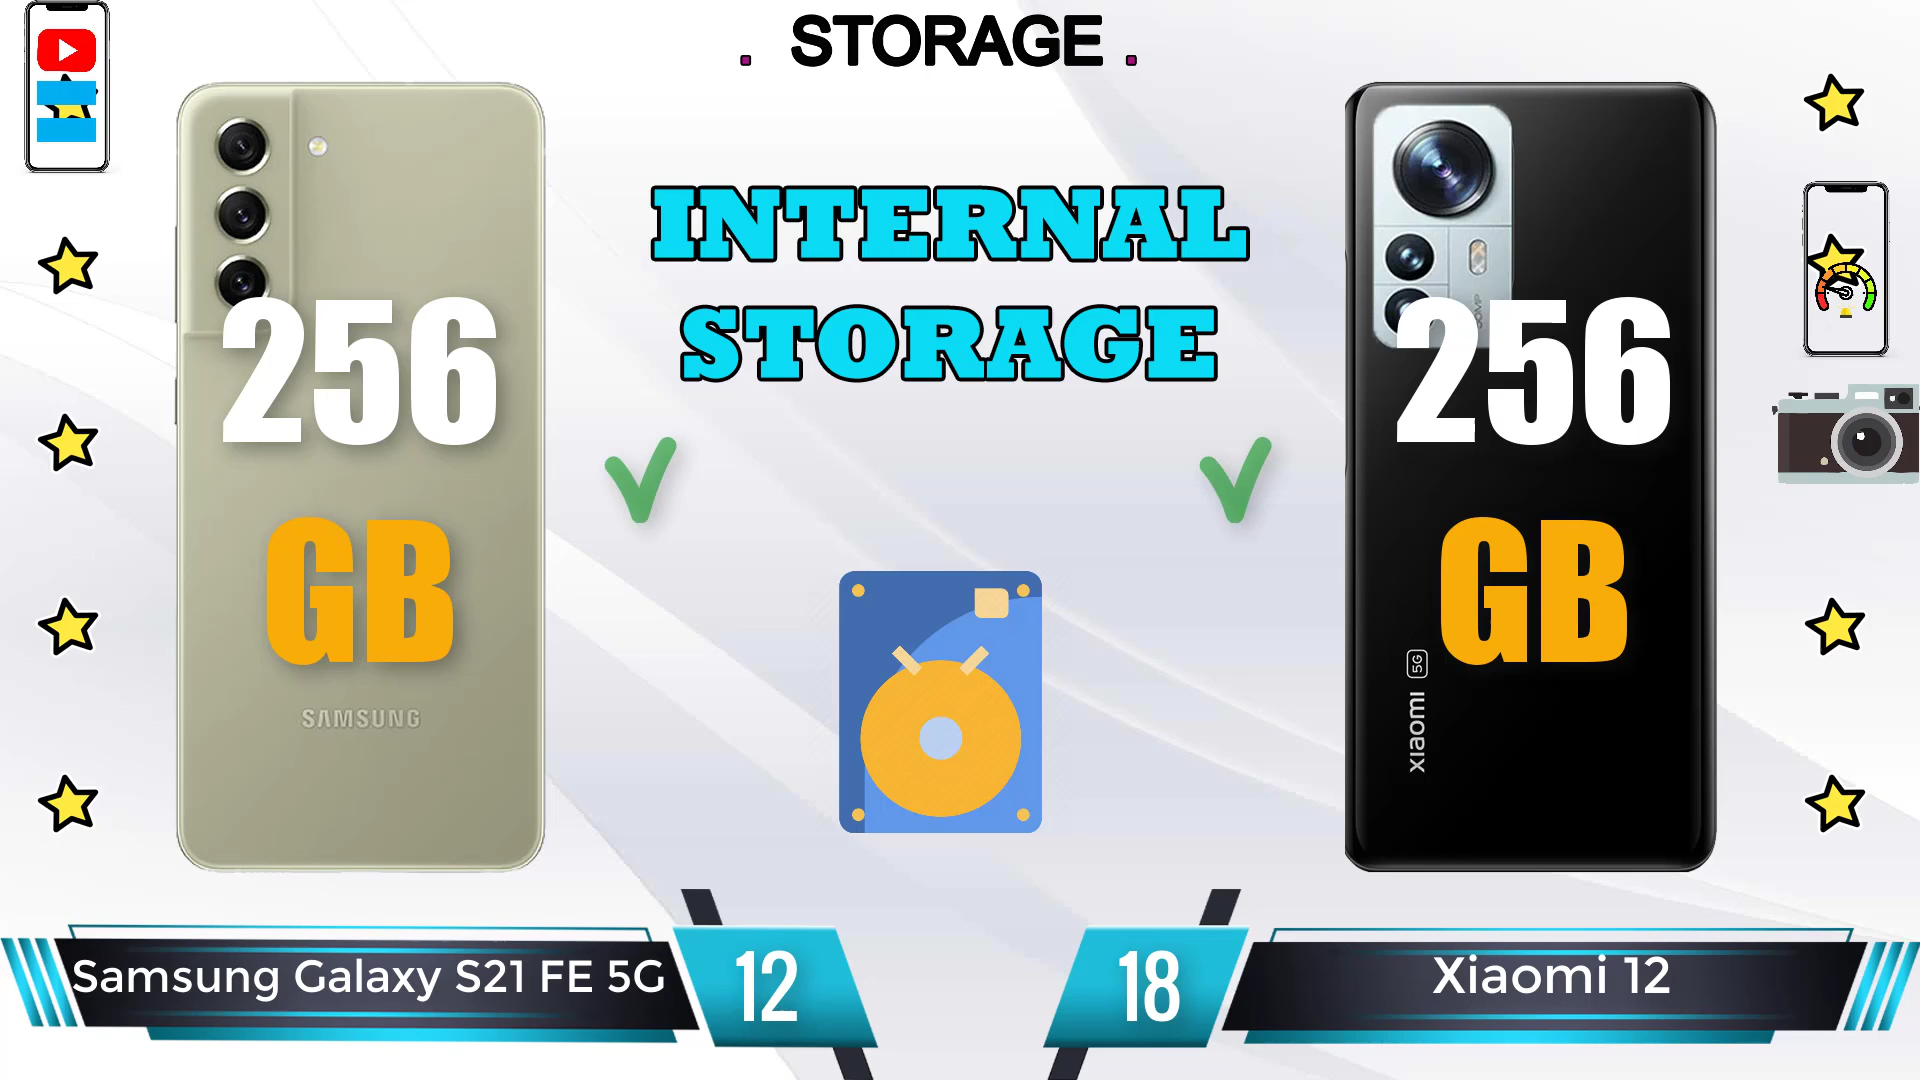 . STORAGE .
INTERNAL
STORAGE
256
GB
256
GB
SAMSUNG
xiaomi 5G
Samsung Galaxy S21 FE 5G
12
18
Xiaomi 12